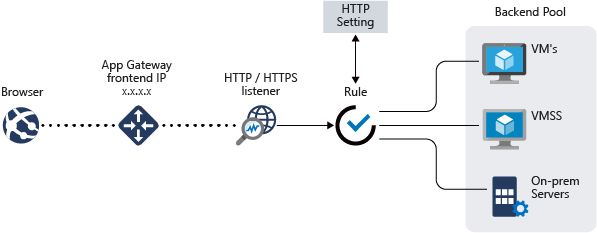 HTTP
Setting
Backend Pool
VM's
App Gateway
frontend IP
x.x.x.x
HTTP / HTTPS
listener
Browser
Rule
VMSS
On-prem
Servers